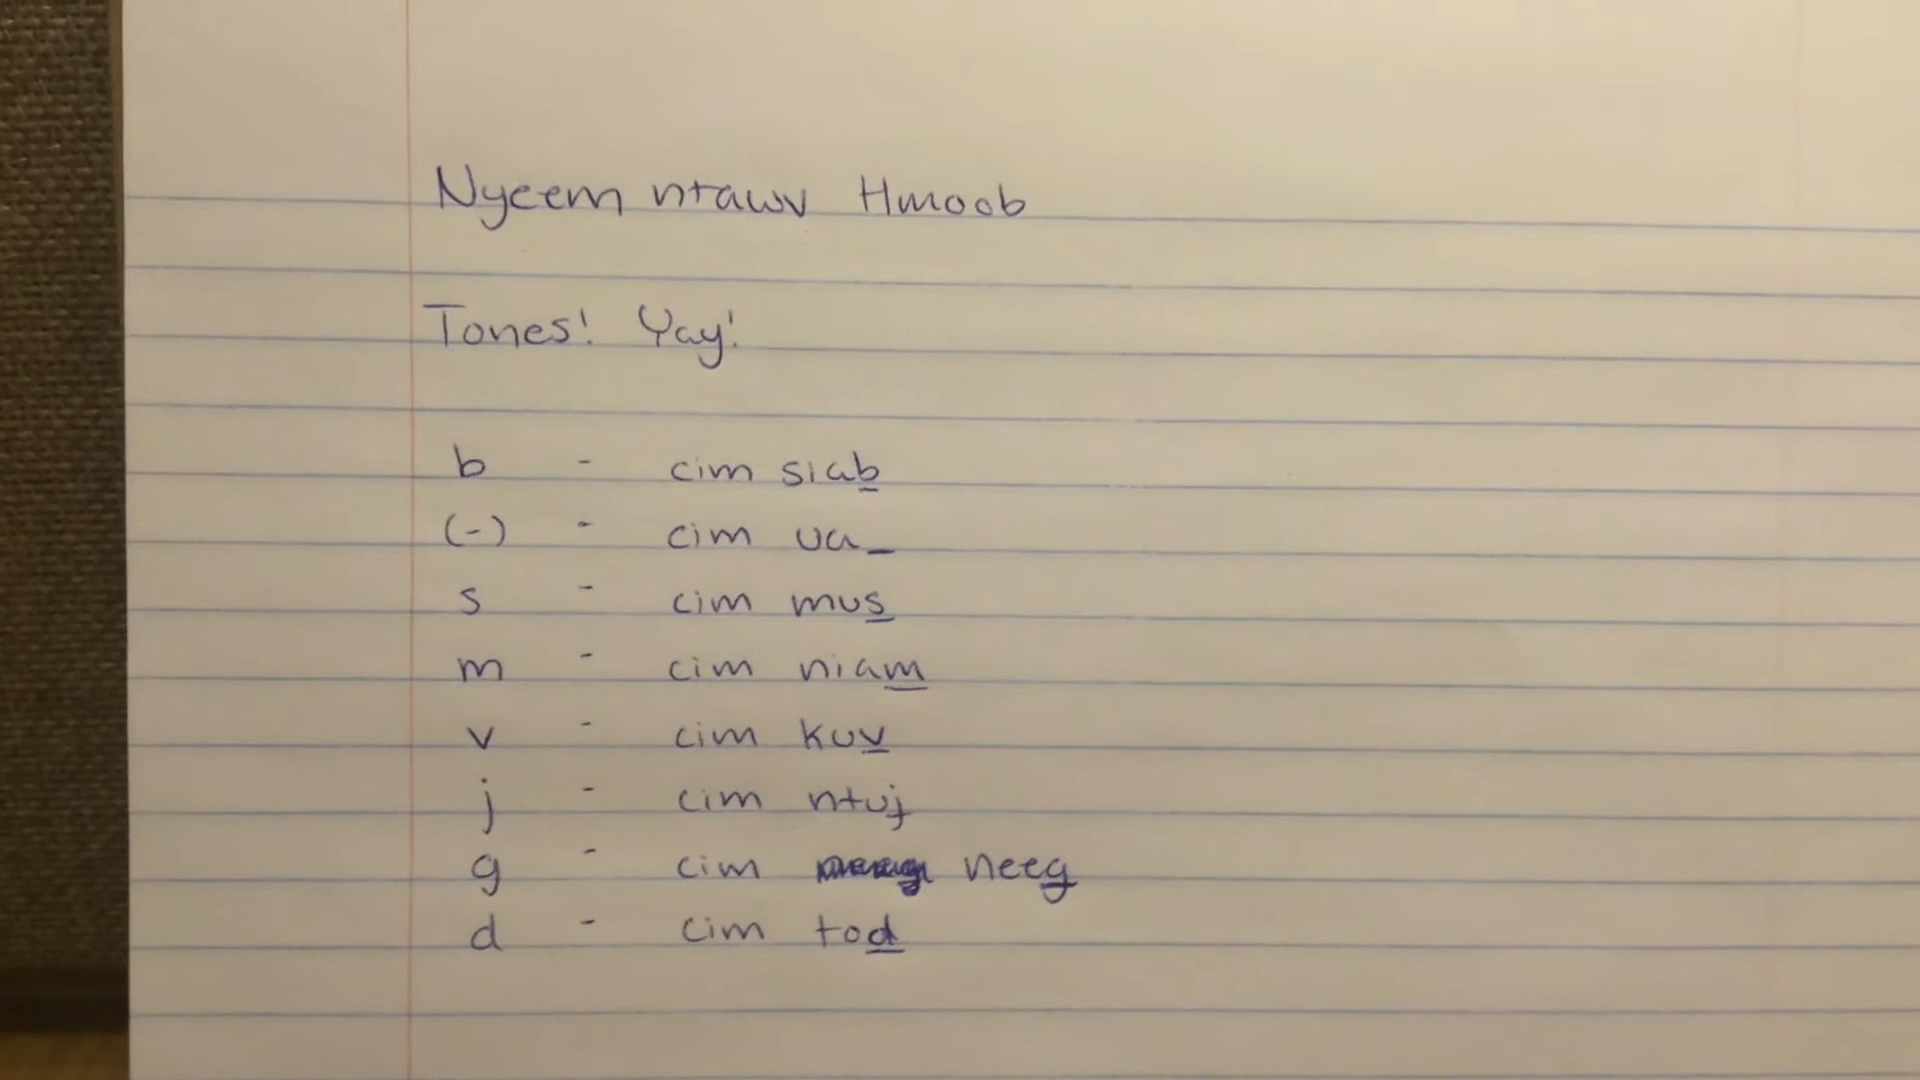 Nyeem ntawv Hmoob
Tones! Yay!
b - cim siab
(-) - cim ua_
s - cim mus
m - cim niam
v - cim kuv
j - cim ntuj
g - cim neeg
d - cim tod